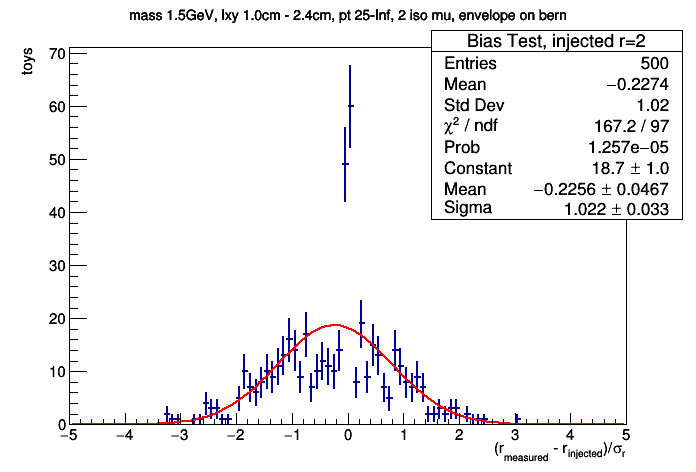 mass 1.5GeV, lxy 1.0cm - 2.4cm, pt 25-Inf, 2 iso mu, envelope on bern
Bias Test, injected r=2
Entries 500
Mean −0.2274
Std Dev 1.02
χ² / ndf 167.2 / 97
Prob 1.257e−05
Constant 18.7 ± 1.0
Mean −0.2256 ± 0.0467
Sigma 1.022 ± 0.033
toys
70
60
50
40
30
20
10
0
−5 −4 −3 −2 −1 0 1 2 3 4 5
(r_measured - r_injected)/σ_r